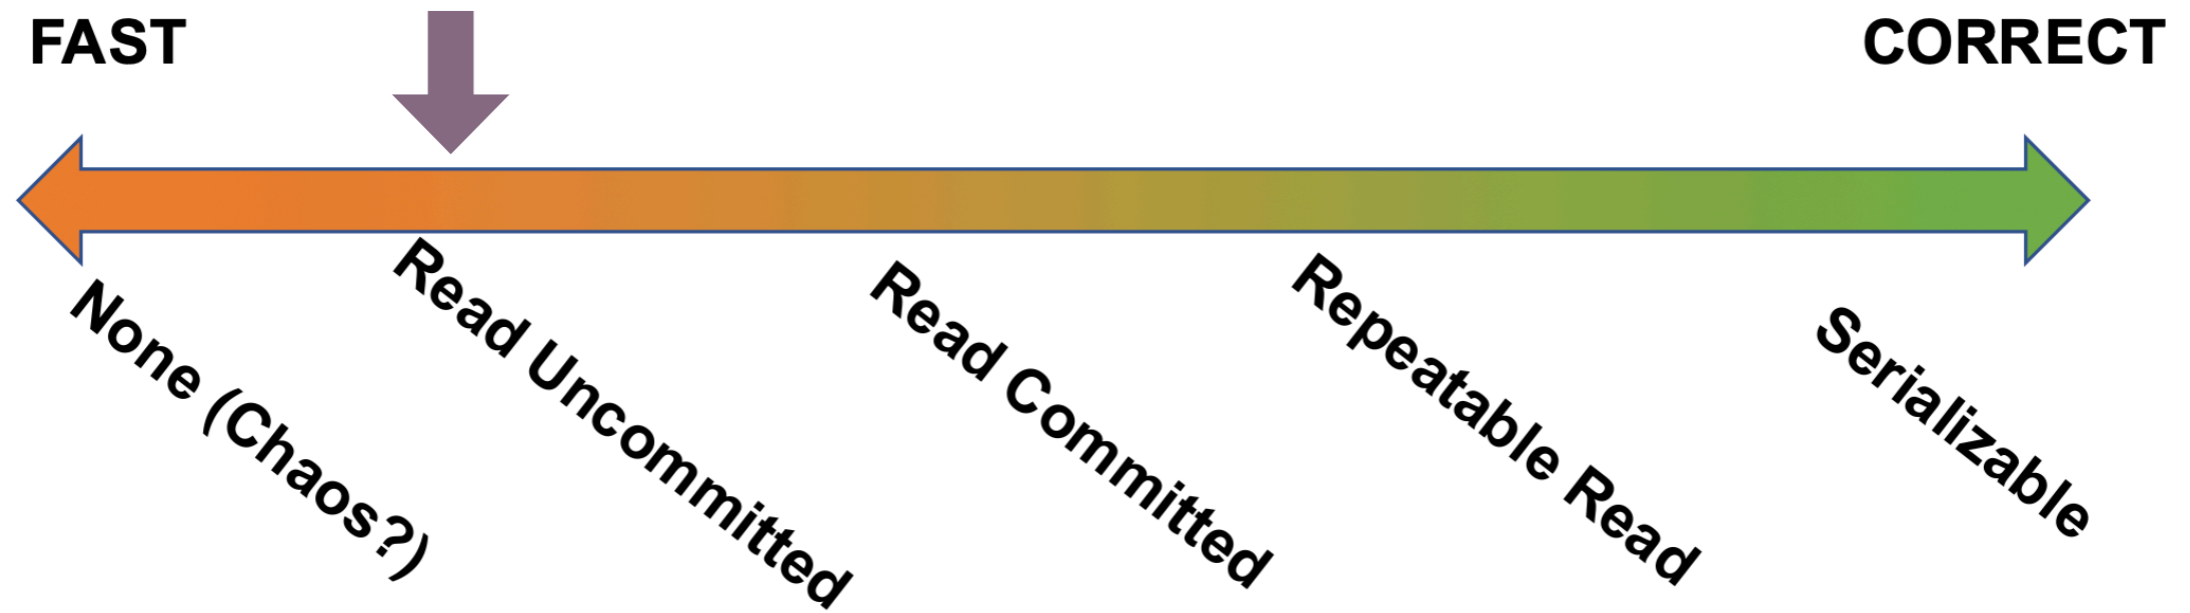 FAST
CORRECT
None (Chaos?)
Read Uncommitted
Read Committed
Repeatable Read
Serializable